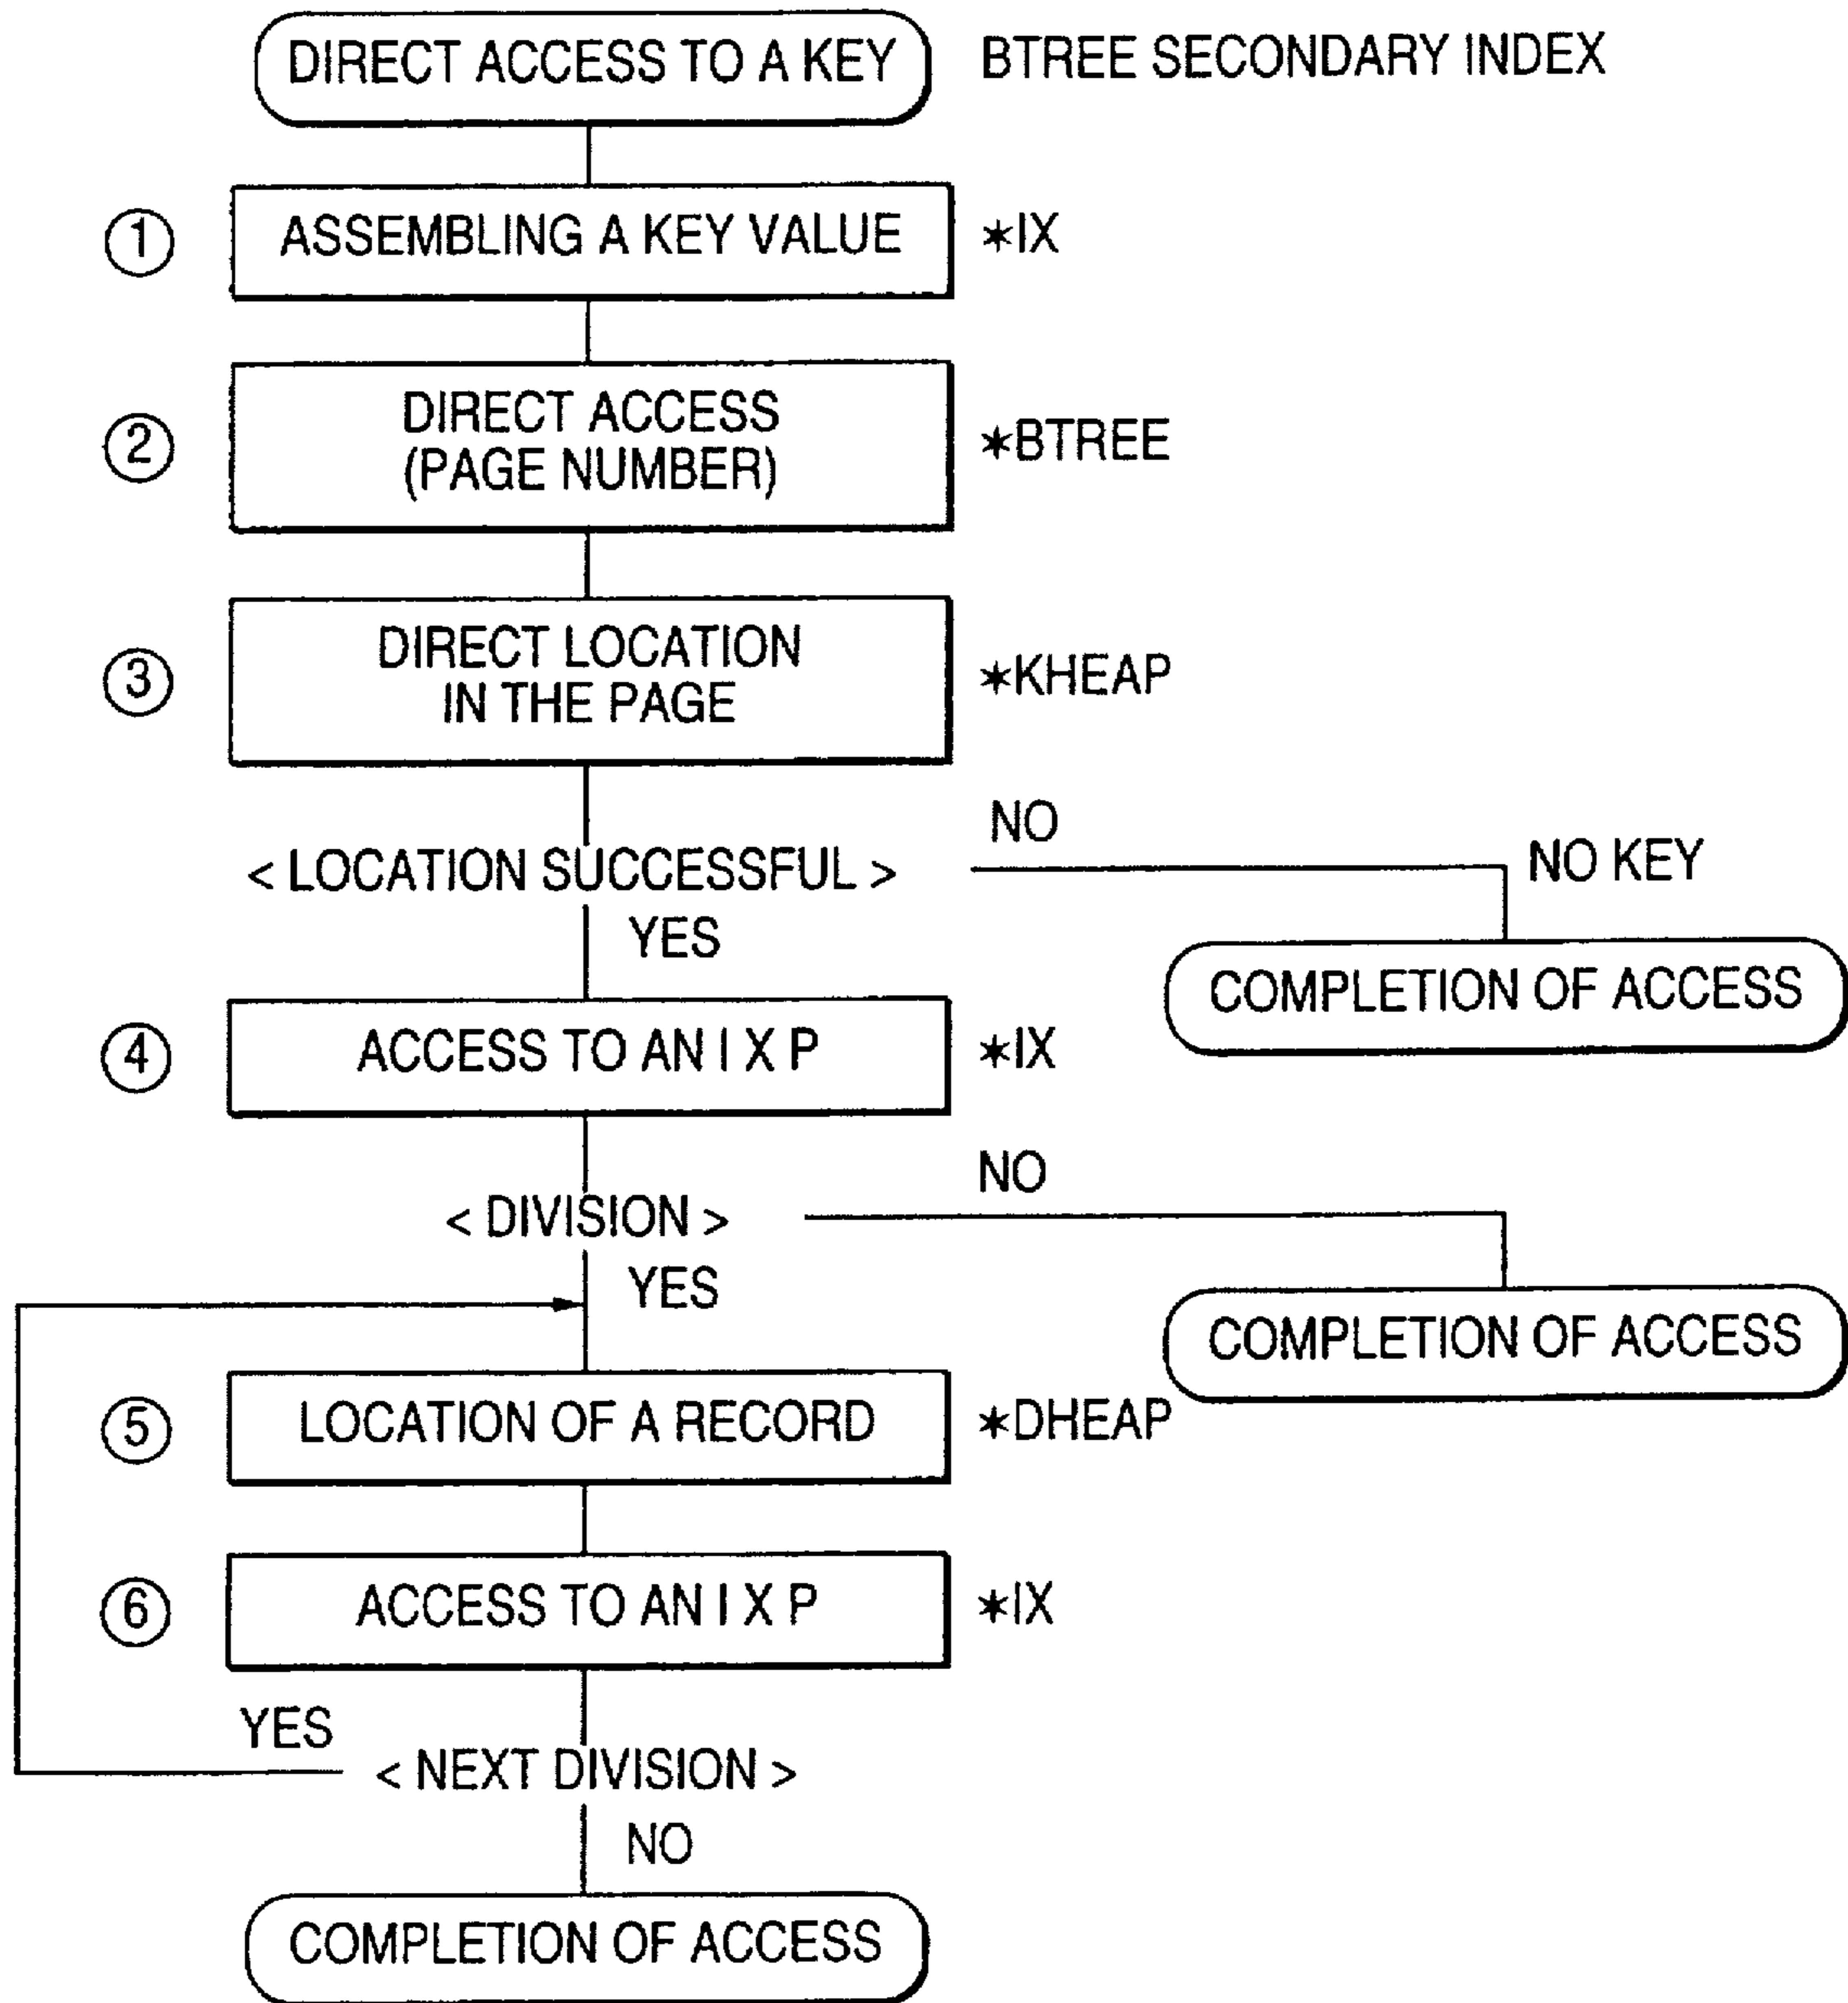 DIRECT ACCESS TO A KEY BTREE SECONDARY INDEX
① ASSEMBLING A KEY VALUE *IX
② DIRECT ACCESS
(PAGE NUMBER) *BTREE
③ DIRECT LOCATION
IN THE PAGE *KHEAP
NO
< LOCATION SUCCESSFUL > NO KEY
YES
COMPLETION OF ACCESS
④ ACCESS TO AN I X P *IX
NO
< DIVISION >
YES
COMPLETION OF ACCESS
⑤ LOCATION OF A RECORD *DHEAP
⑥ ACCESS TO AN I X P *IX
YES
< NEXT DIVISION >
NO
COMPLETION OF ACCESS